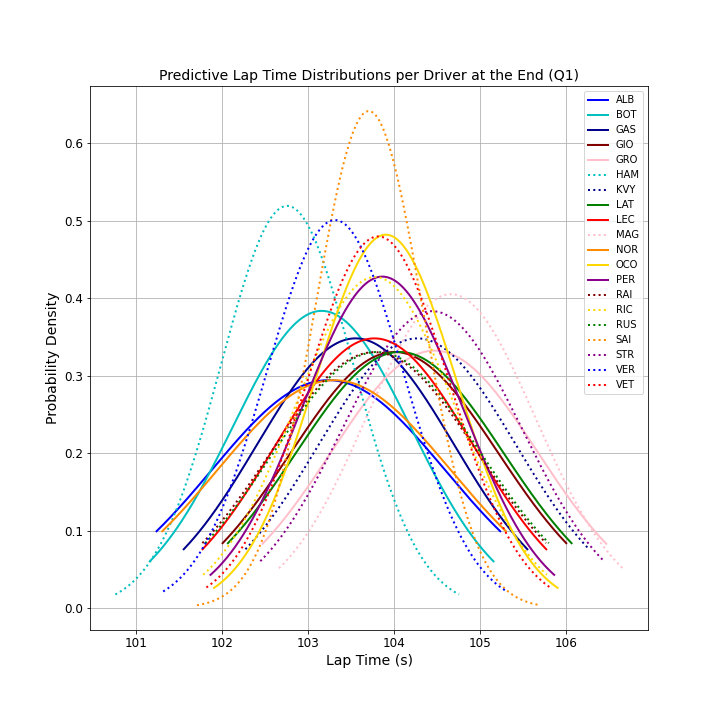 Predictive Lap Time Distributions per Driver at the End (Q1)
Probability Density
0.6
0.5
0.4
0.3
0.2
0.1
0.0
101 102 103 104 105 106
Lap Time (s)
ALB
BOT
GAS
GIO
GRO
HAM
KVY
LAT
LEC
MAG
NOR
OCO
PER
RAI
RIC
RUS
SAI
STR
VER
VET